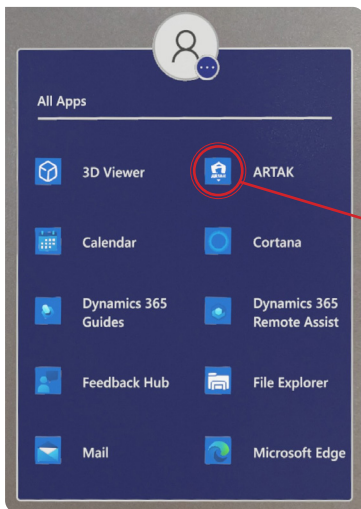 All Apps
3D Viewer
ARTAK
ARTAK
Calendar
Cortana
Dynamics 365
Guides
Dynamics 365
Remote Assist
Feedback Hub
File Explorer
Mail
Microsoft Edge